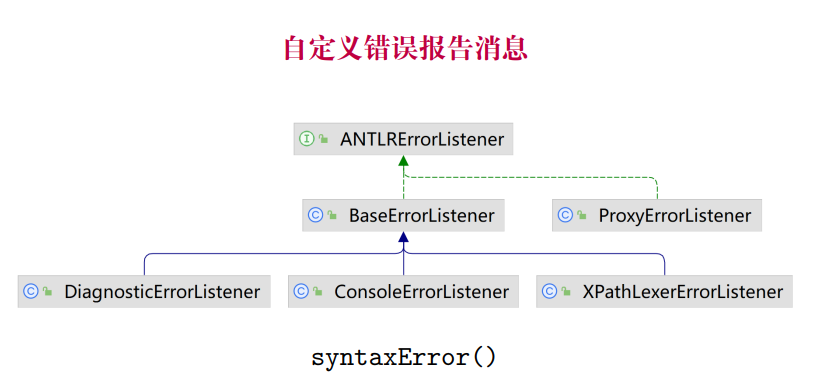 自定义错误报告消息
I ANTLRErrorListener
C BaseErrorListener
C ProxyErrorListener
C DiagnosticErrorListener
C ConsoleErrorListener
C XPathLexerErrorListener
syntaxError()